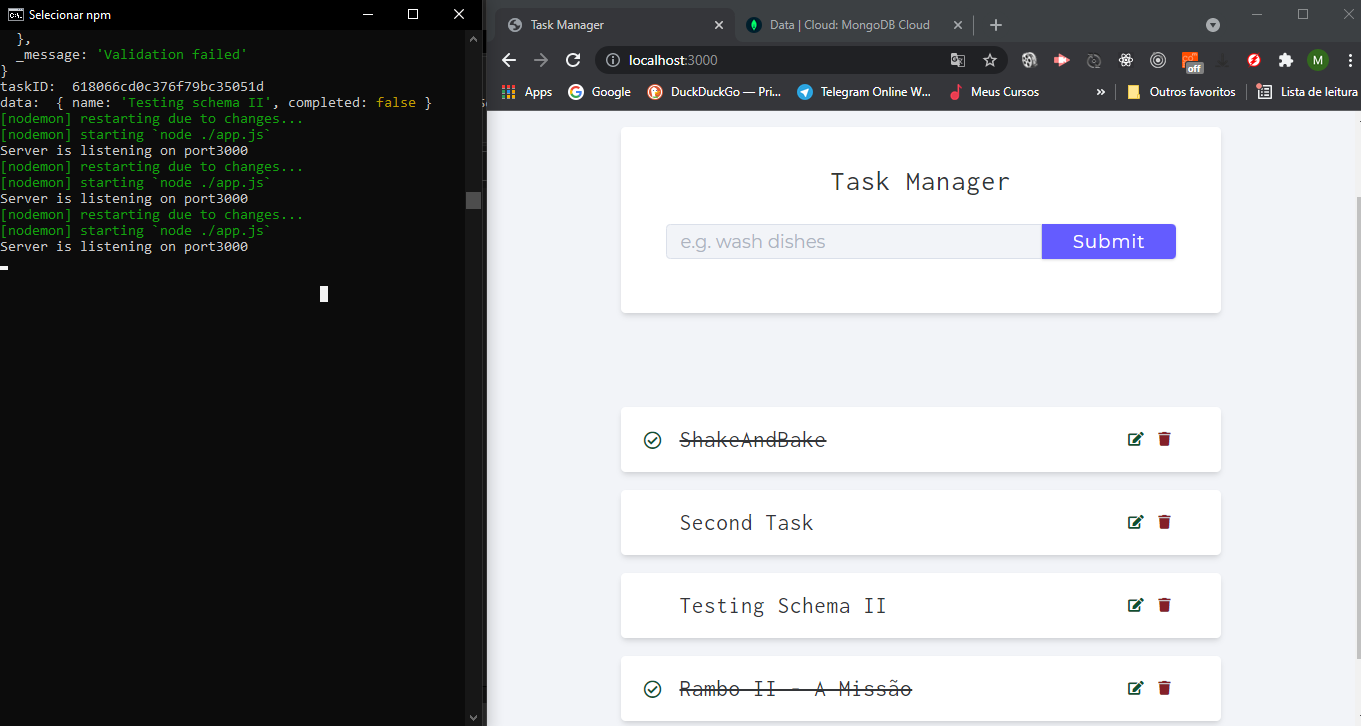 Selecionar npm
},
_message: 'Validation failed'
}
taskID:  618066cd0c376f79bc35051d
data:  { name: 'Testing schema II', completed: false }
[nodemon] restarting due to changes...
[nodemon] starting `node ./app.js`
Server is listening on port3000
[nodemon] restarting due to changes...
[nodemon] starting `node ./app.js`
Server is listening on port3000
[nodemon] restarting due to changes...
[nodemon] starting `node ./app.js`
Server is listening on port3000
Task Manager
Data | Cloud: MongoDB Cloud
localhost:3000
off
M
Apps
Google
DuckDuckGo — Pri...
Telegram Online W...
Meus Cursos
»
Outros favoritos
Lista de leitura
Task Manager
e.g. wash dishes
Submit
ShakeAndBake
Second Task
Testing Schema II
Rambo II - A Missão